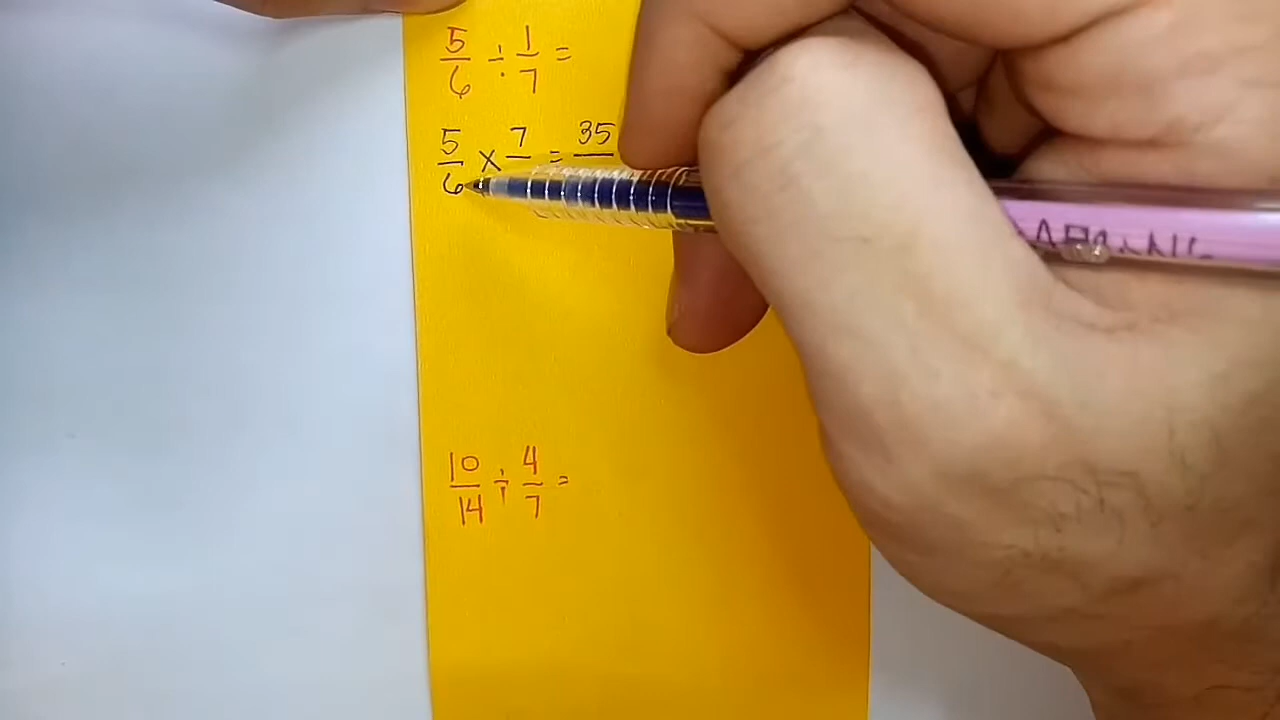 5/6 ÷ 1/7 =
5/6 × 7/ = 35/
10/14 ÷ 4/7 =